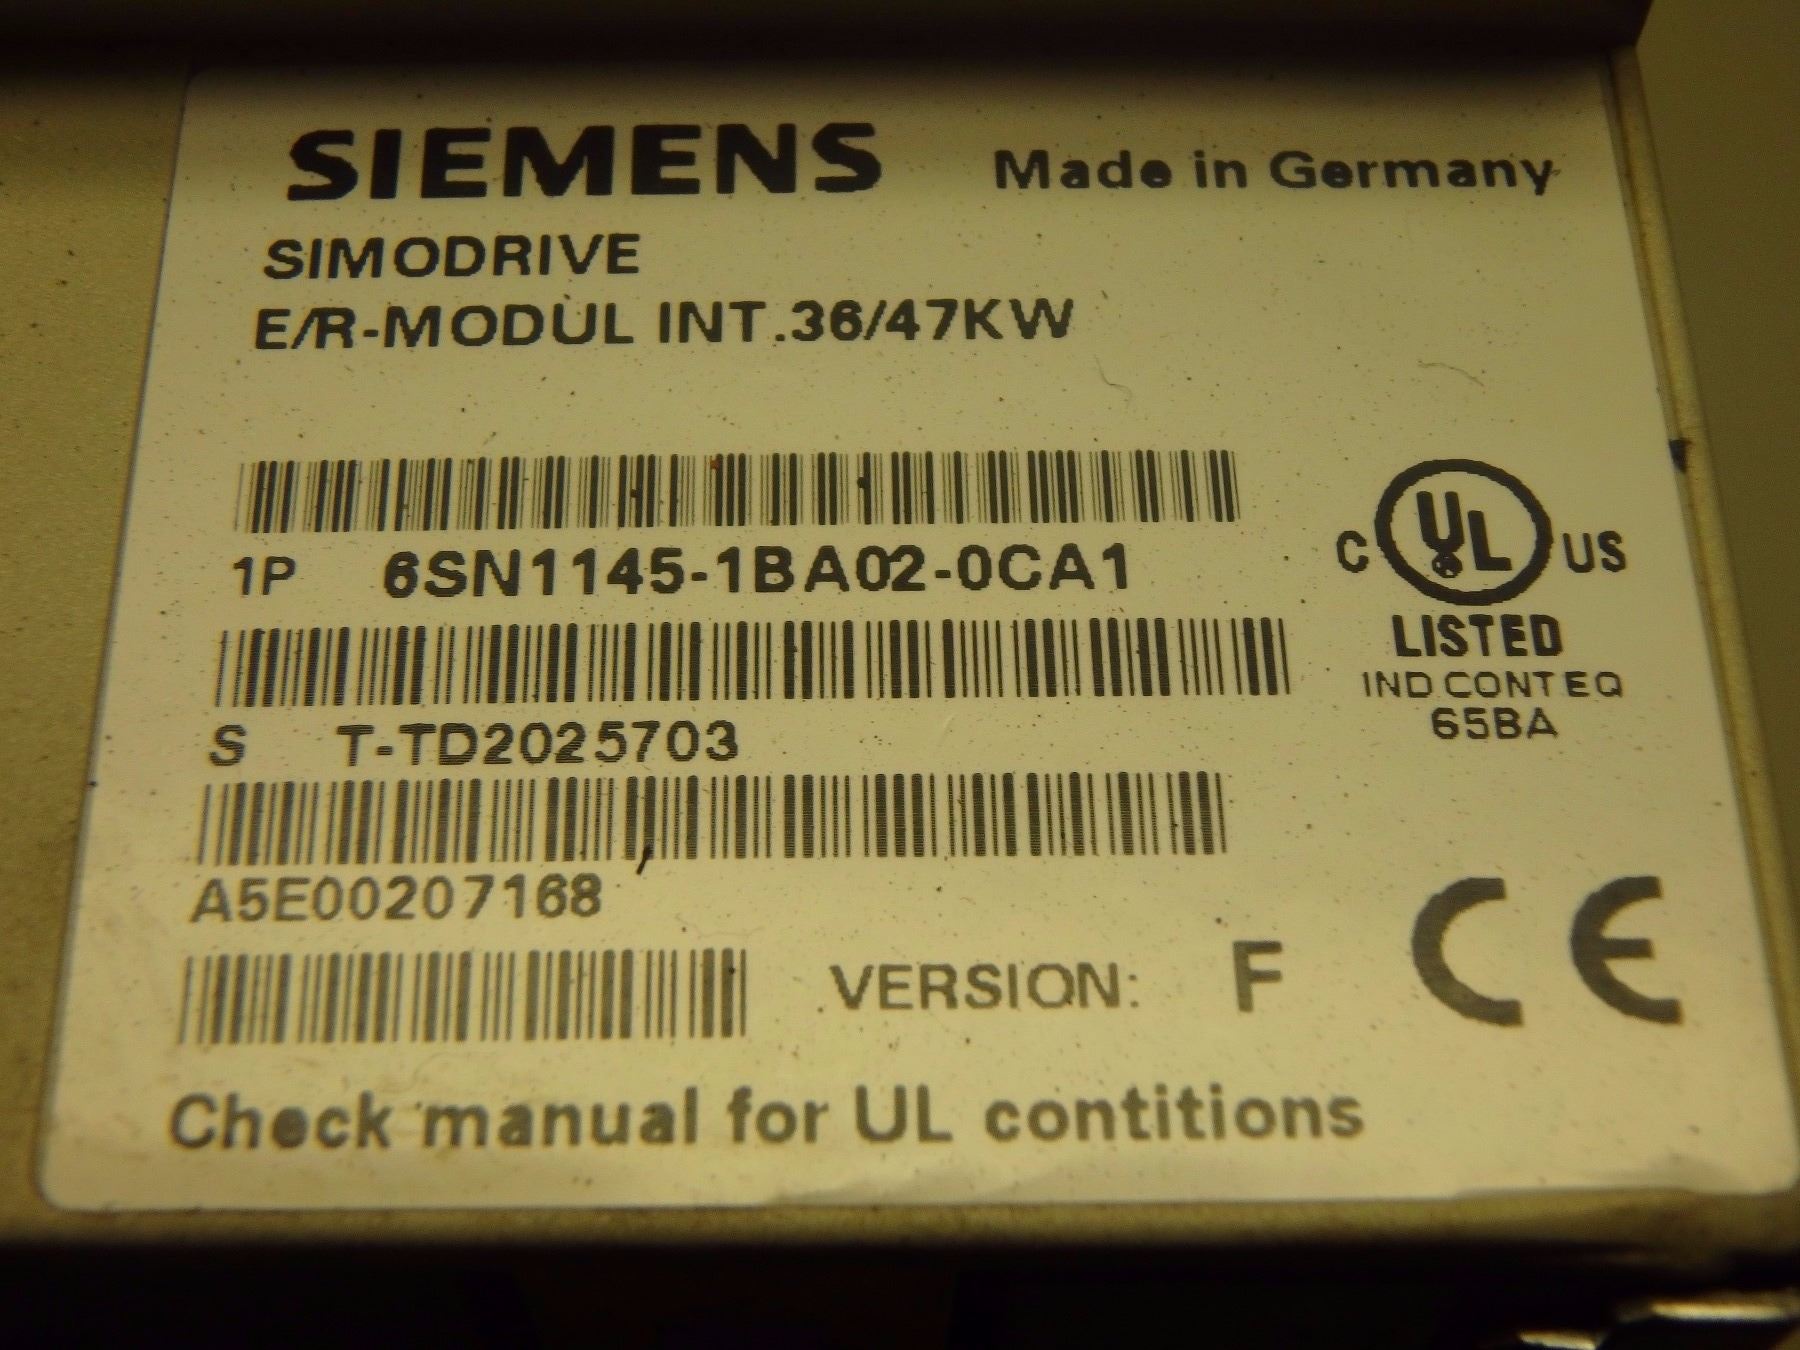 SIEMENS Made in Germany
SIMODRIVE
E/R-MODUL INT.36/47KW
1P 6SN1145-1BA02-0CA1
C UL US
LISTED
IND CONT EQ
65BA
S T-TD2025703
A5E00207168
VERSION: F
CE
Check manual for UL contitions